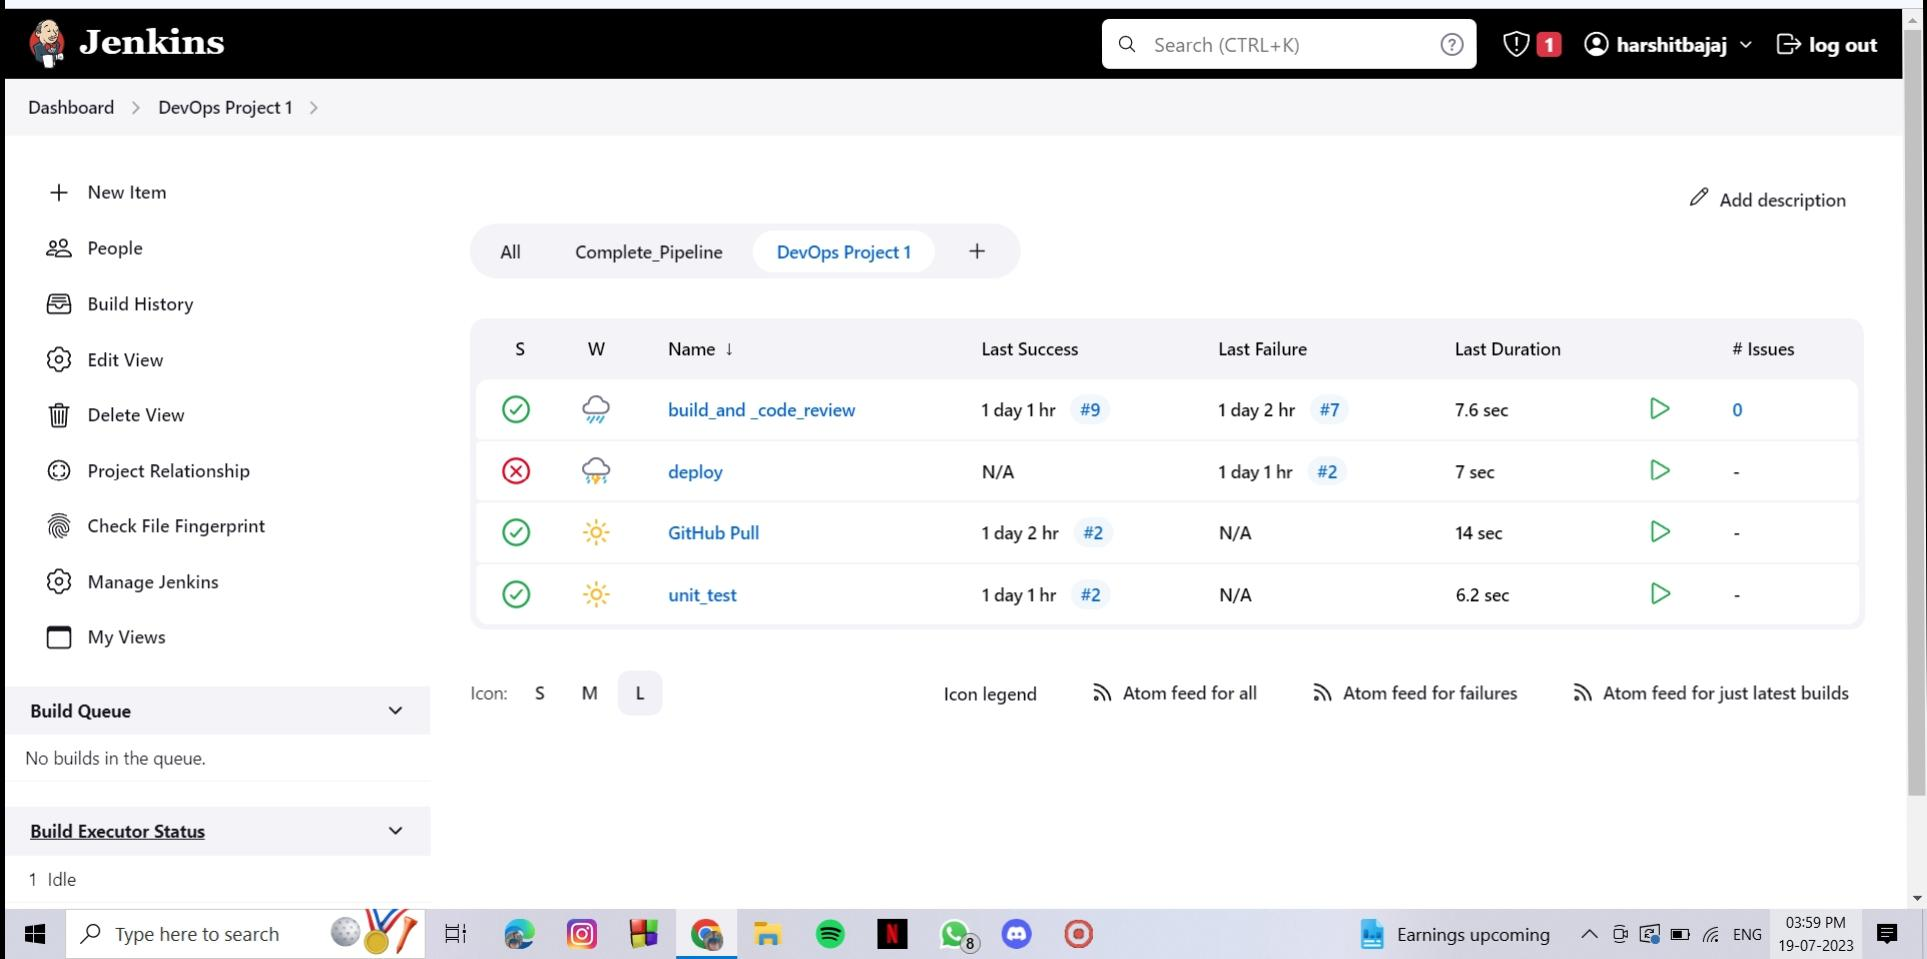 Jenkins
Search (CTRL+K)
1
harshitbajaj
log out
Dashboard
DevOps Project 1
New Item
People
Build History
Edit View
Delete View
Project Relationship
Check File Fingerprint
Manage Jenkins
My Views
Build Queue
No builds in the queue.
Build Executor Status
1 Idle
Add description
All Complete_Pipeline DevOps Project 1 +
S W Name ↓ Last Success Last Failure Last Duration # Issues
build_and _code_review 1 day 1 hr #9 1 day 2 hr #7 7.6 sec 0
deploy N/A 1 day 1 hr #2 7 sec -
GitHub Pull 1 day 2 hr #2 N/A 14 sec -
unit_test 1 day 1 hr #2 N/A 6.2 sec -
Icon: S M L Icon legend Atom feed for all Atom feed for failures Atom feed for just latest builds
Type here to search
N
8
Earnings upcoming
ENG
03:59 PM
19-07-2023